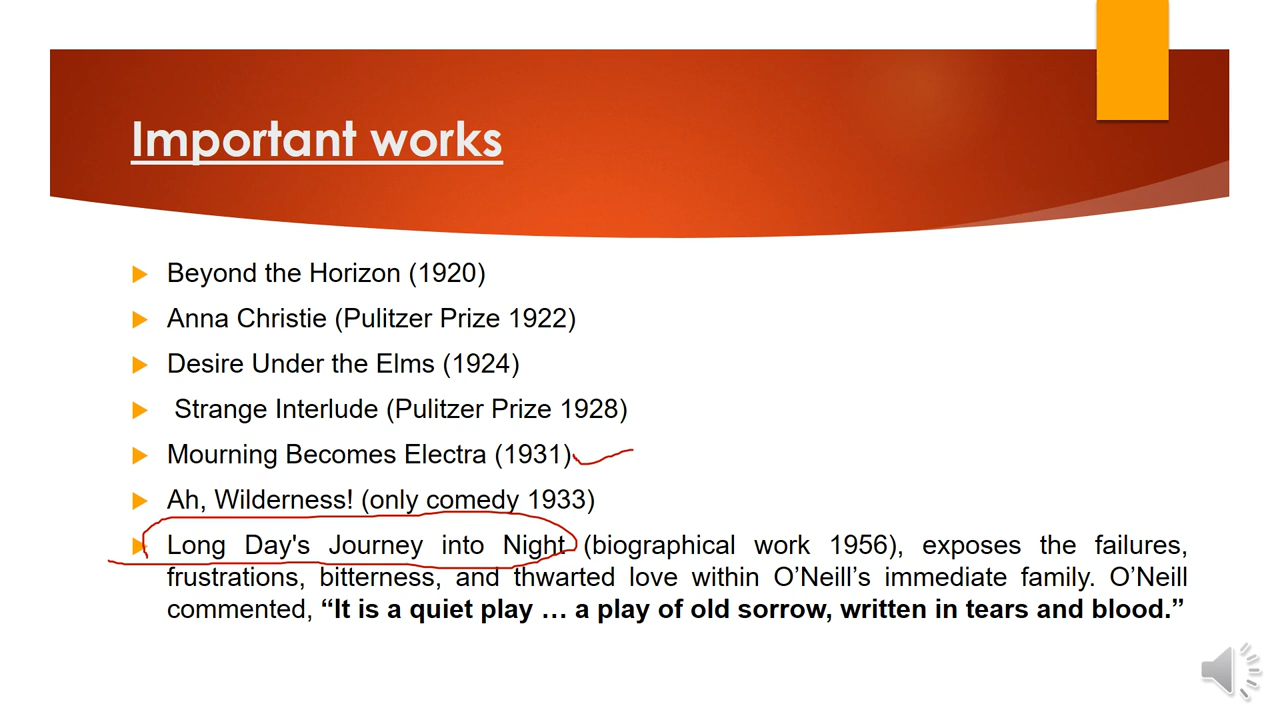 Important works
Beyond the Horizon (1920)
Anna Christie (Pulitzer Prize 1922)
Desire Under the Elms (1924)
Strange Interlude (Pulitzer Prize 1928)
Mourning Becomes Electra (1931)
Ah, Wilderness! (only comedy 1933)
Long Day's Journey into Night (biographical work 1956), exposes the failures,
frustrations, bitterness, and thwarted love within O’Neill’s immediate family. O’Neill
commented, “It is a quiet play … a play of old sorrow, written in tears and blood.”